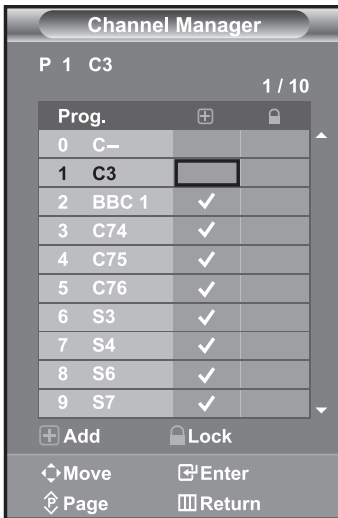 Channel Manager
P 1 C3
1 / 10
Prog.
0 C–
1 C3
2 BBC 1
3 C74
4 C75
5 C76
6 S3
7 S4
8 S6
9 S7
Add Lock
Move Enter
Page Return